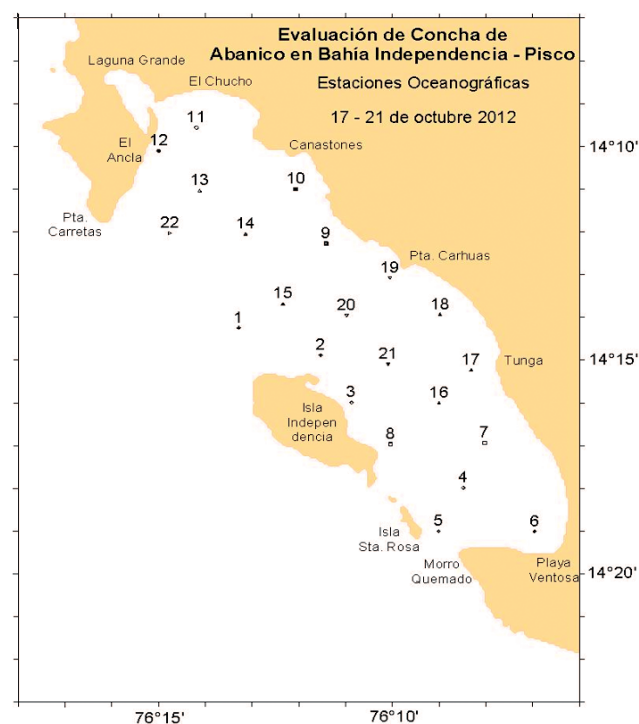 Evaluación de Concha de
Abanico en Bahía Independencia - Pisco
Estaciones Oceanográficas
17 - 21 de octubre 2012
Laguna Grande
El Chucho
11
El
Ancla
12
Canastones
14°10'
13
10
Pta.
Carretas
22
14
9
Pta. Carhuas
19
15
20
18
1
2
21
17
Tunga
14°15'
3
16
Isla
Indepen
dencia
8
7
4
5
6
Isla
Sta. Rosa
Morro
Quemado
Playa
Ventosa
14°20'
76°15'
76°10'